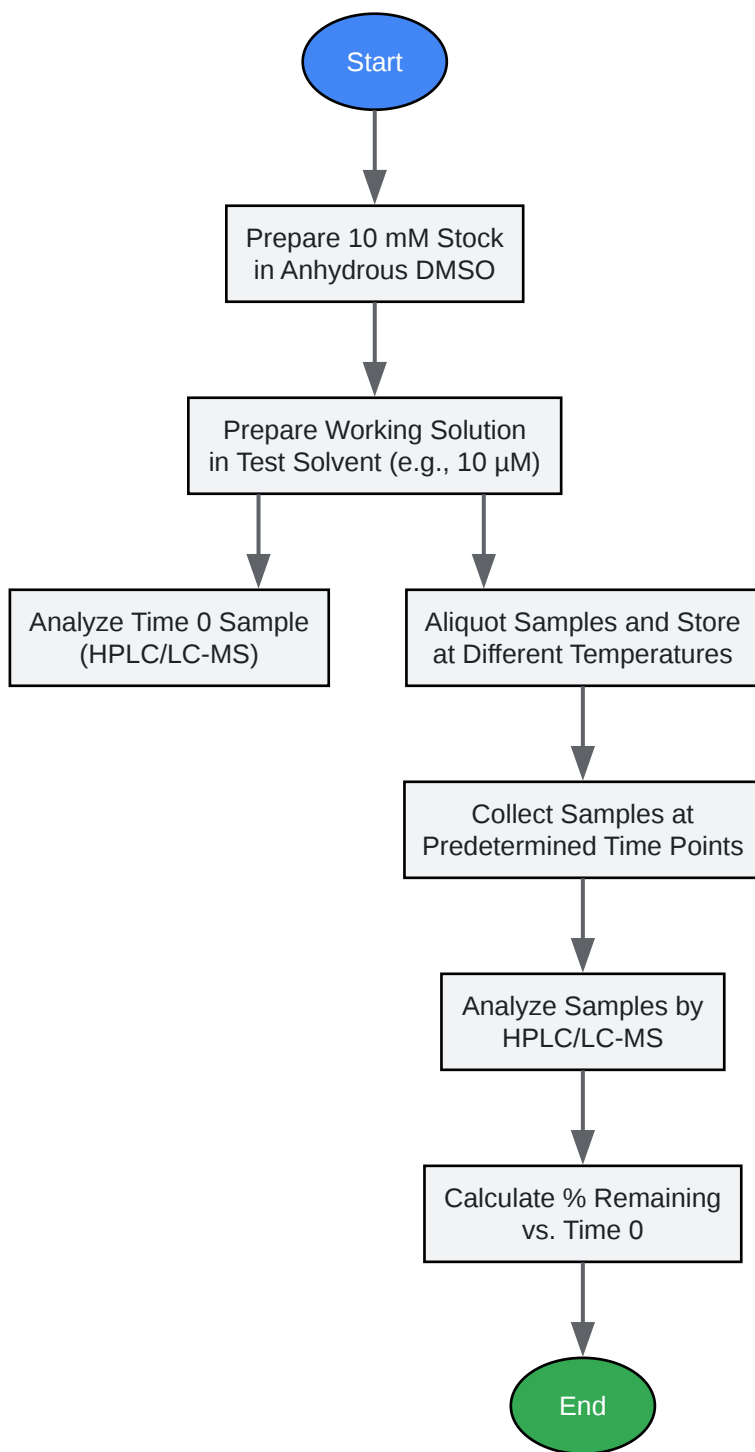 Start
Prepare 10 mM Stock
in Anhydrous DMSO
Prepare Working Solution
in Test Solvent (e.g., 10 µM)
Analyze Time 0 Sample
(HPLC/LC-MS)
Aliquot Samples and Store
at Different Temperatures
Collect Samples at
Predetermined Time Points
Analyze Samples by
HPLC/LC-MS
Calculate % Remaining
vs. Time 0
End